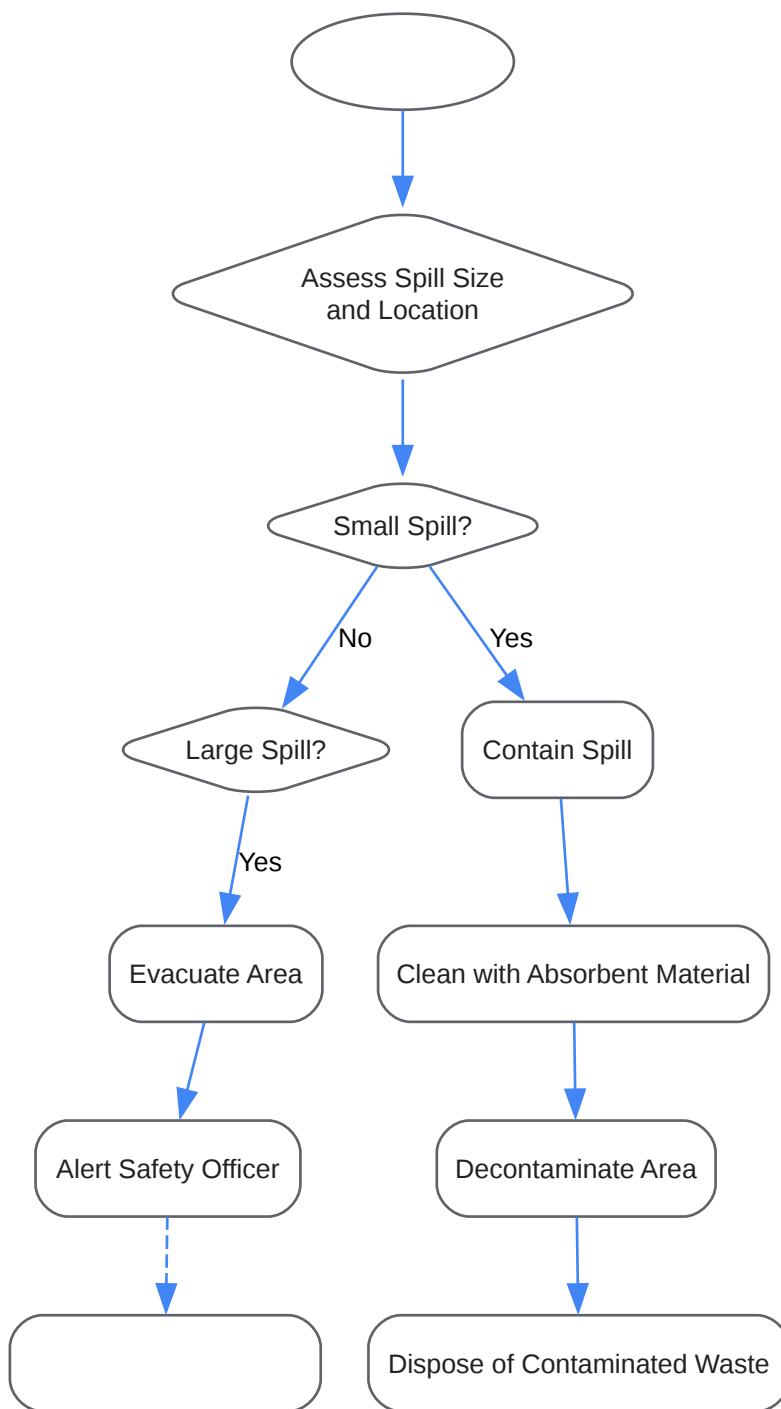 Assess Spill Size
and Location
Small Spill?
No
Yes
Large Spill?
Contain Spill
Yes
Evacuate Area
Clean with Absorbent Material
Alert Safety Officer
Decontaminate Area
Dispose of Contaminated Waste